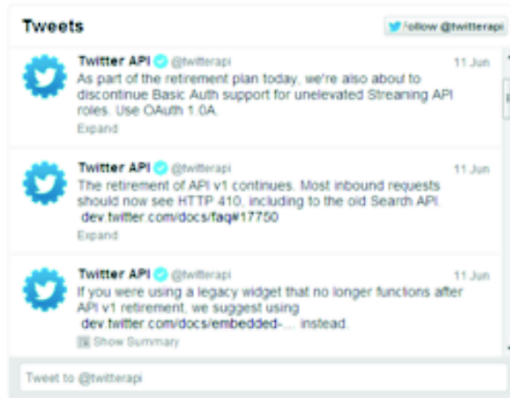 Tweets
Follow @twitterapi
Twitter API @twitterapi 11 Jun
As part of the retirement plan today, we're also about to
discontinue Basic Auth support for unelevated Streaming API
roles. Use OAuth 1.0A.
Expand
Twitter API @twitterapi 11 Jun
The retirement of API v1 continues. Most inbound requests
should now see HTTP 410, including to the old Search API.
dev.twitter.com/docs/faq#17750
Expand
Twitter API @twitterapi 11 Jun
If you were using a legacy widget that no longer functions after
API v1 retirement, we suggest using
dev.twitter.com/docs/embedded-... instead.
Show Summary
Tweet to @twitterapi